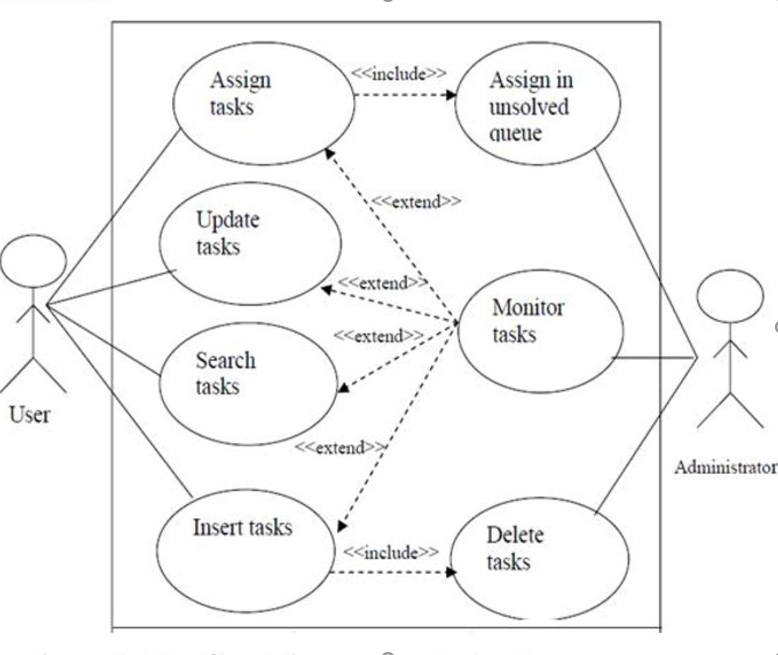 Assign
tasks
<<include>>
Assign in
unsolved
queue
<<extend>>
Update
tasks
<<extend>>
Monitor
tasks
<<extend>>
Search
tasks
User
<<extend>>
Administrator
Insert tasks
<<include>>
Delete
tasks